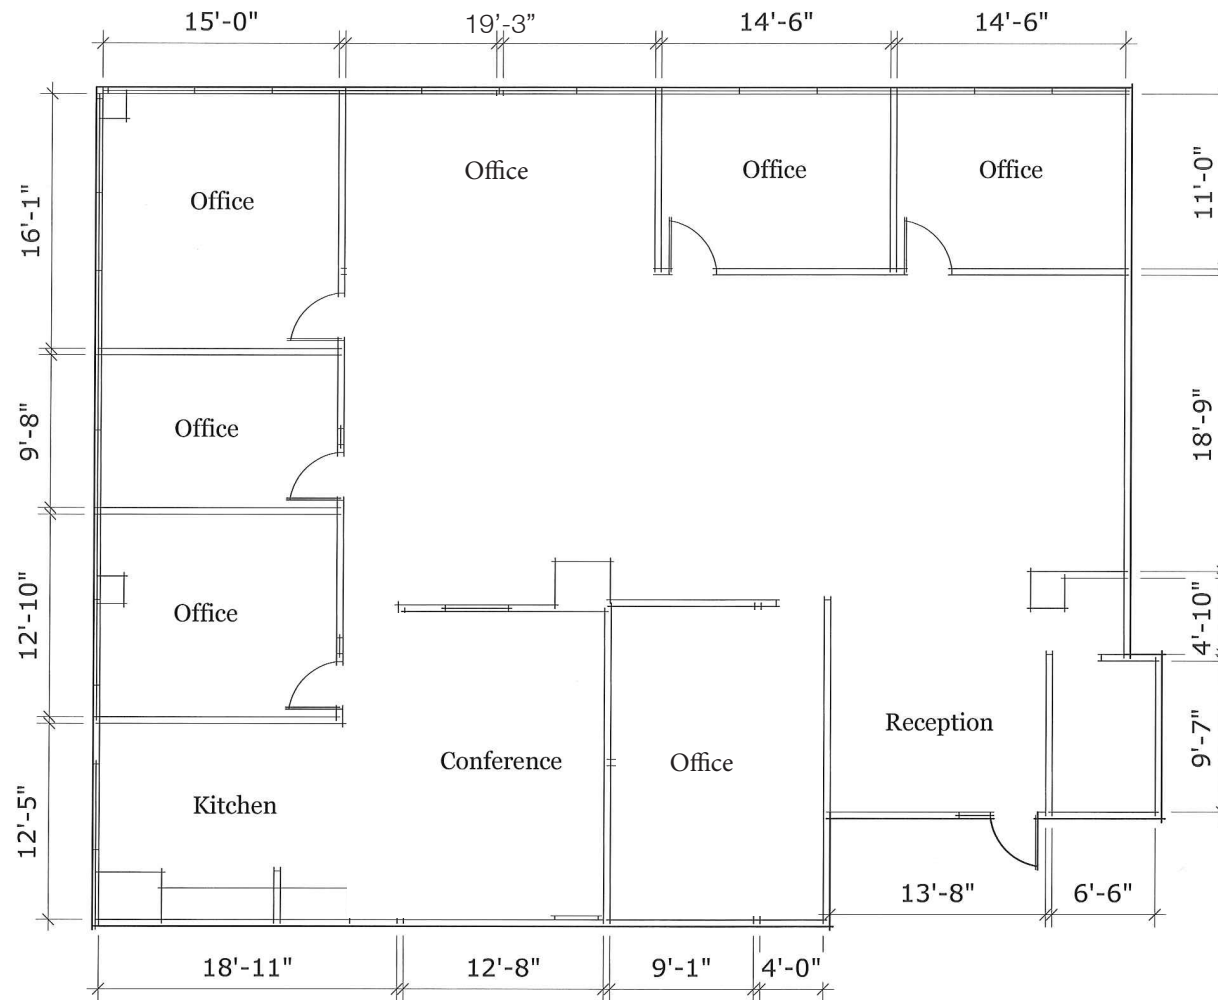 15'-0"
19'-3”
14'-6"
14'-6"
Office
Office
Office
Office
11'-0"
16'-1"
Office
9'-8"
18'-9"
Office
12'-10"
4'-10"
Reception
Conference
Office
9'-7"
Kitchen
12'-5"
13'-8"
6'-6"
18'-11"
12'-8"
9'-1"
4'-0"